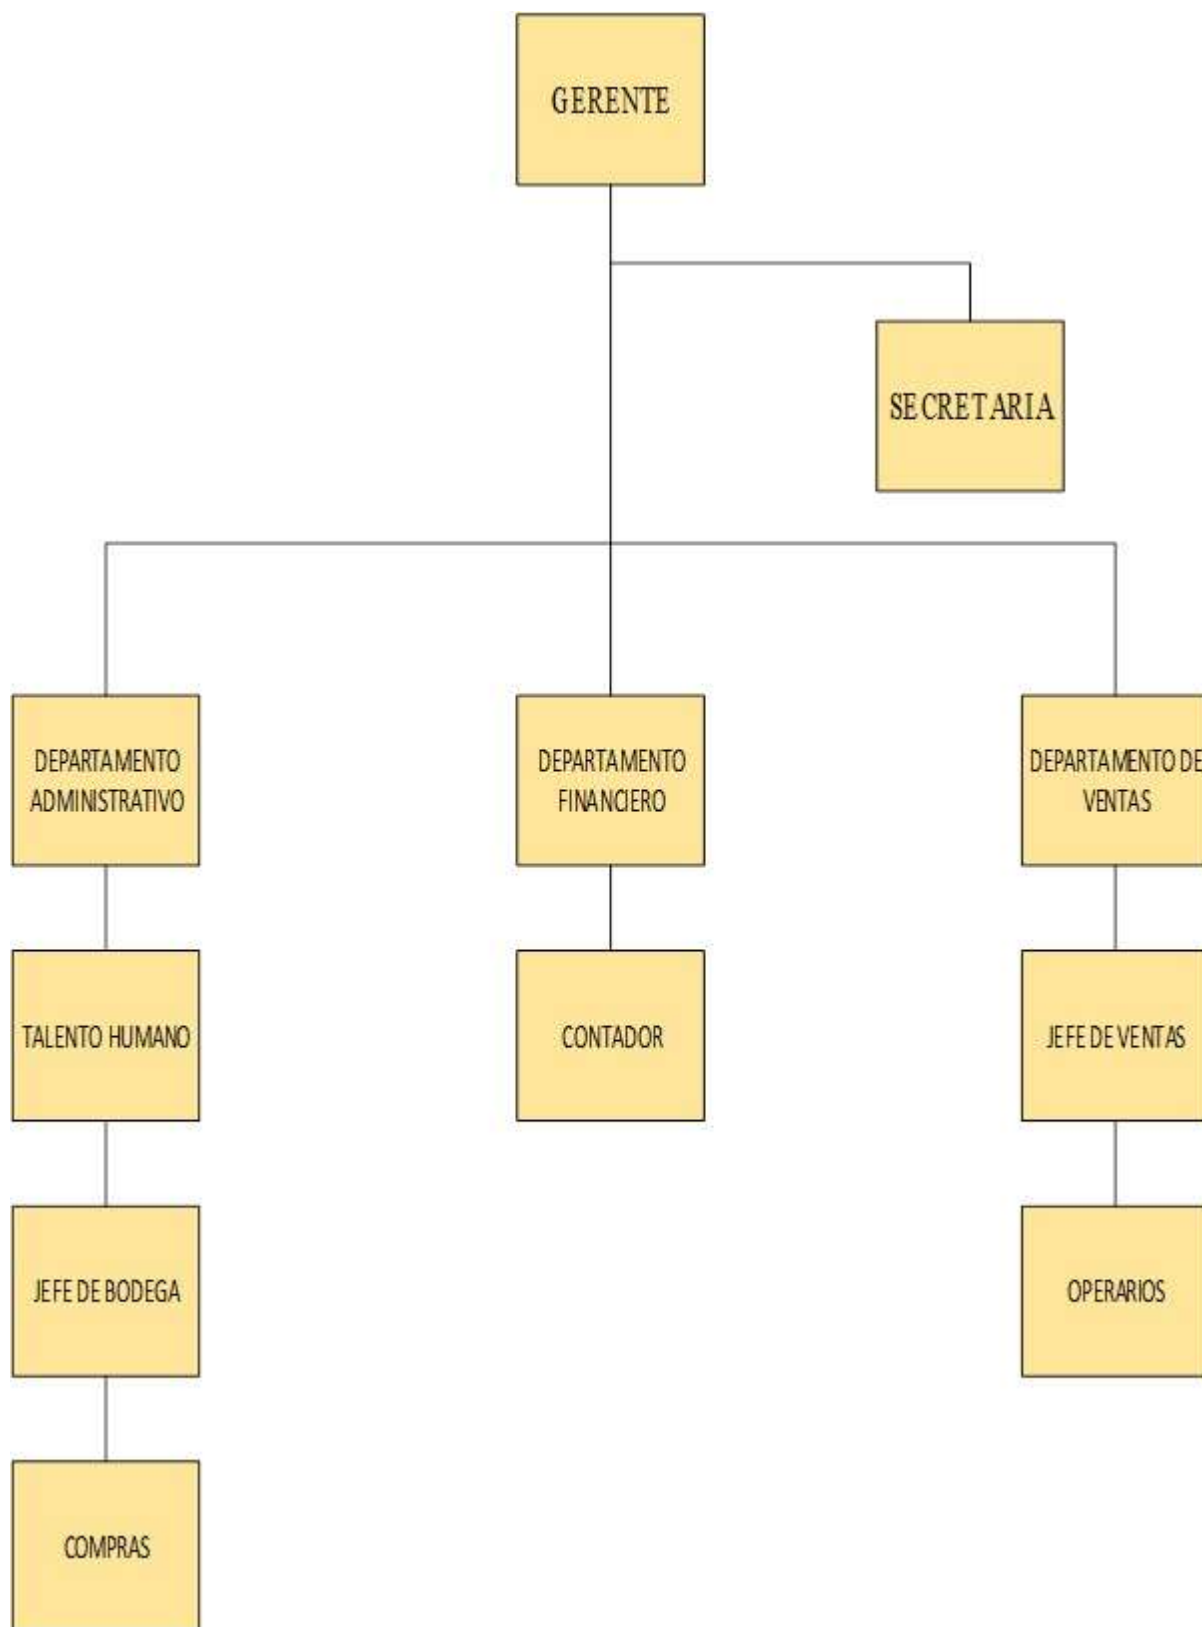 GERENTE
SECRETARIA
DEPARTAMENTO
ADMINISTRATIVO
DEPARTAMENTO
FINANCIERO
DEPARTAMENTO DE
VENTAS
TALENTO HUMANO
CONTADOR
JEFE DE VENTAS
JEFE DE BODEGA
OPERARIOS
COMPRAS